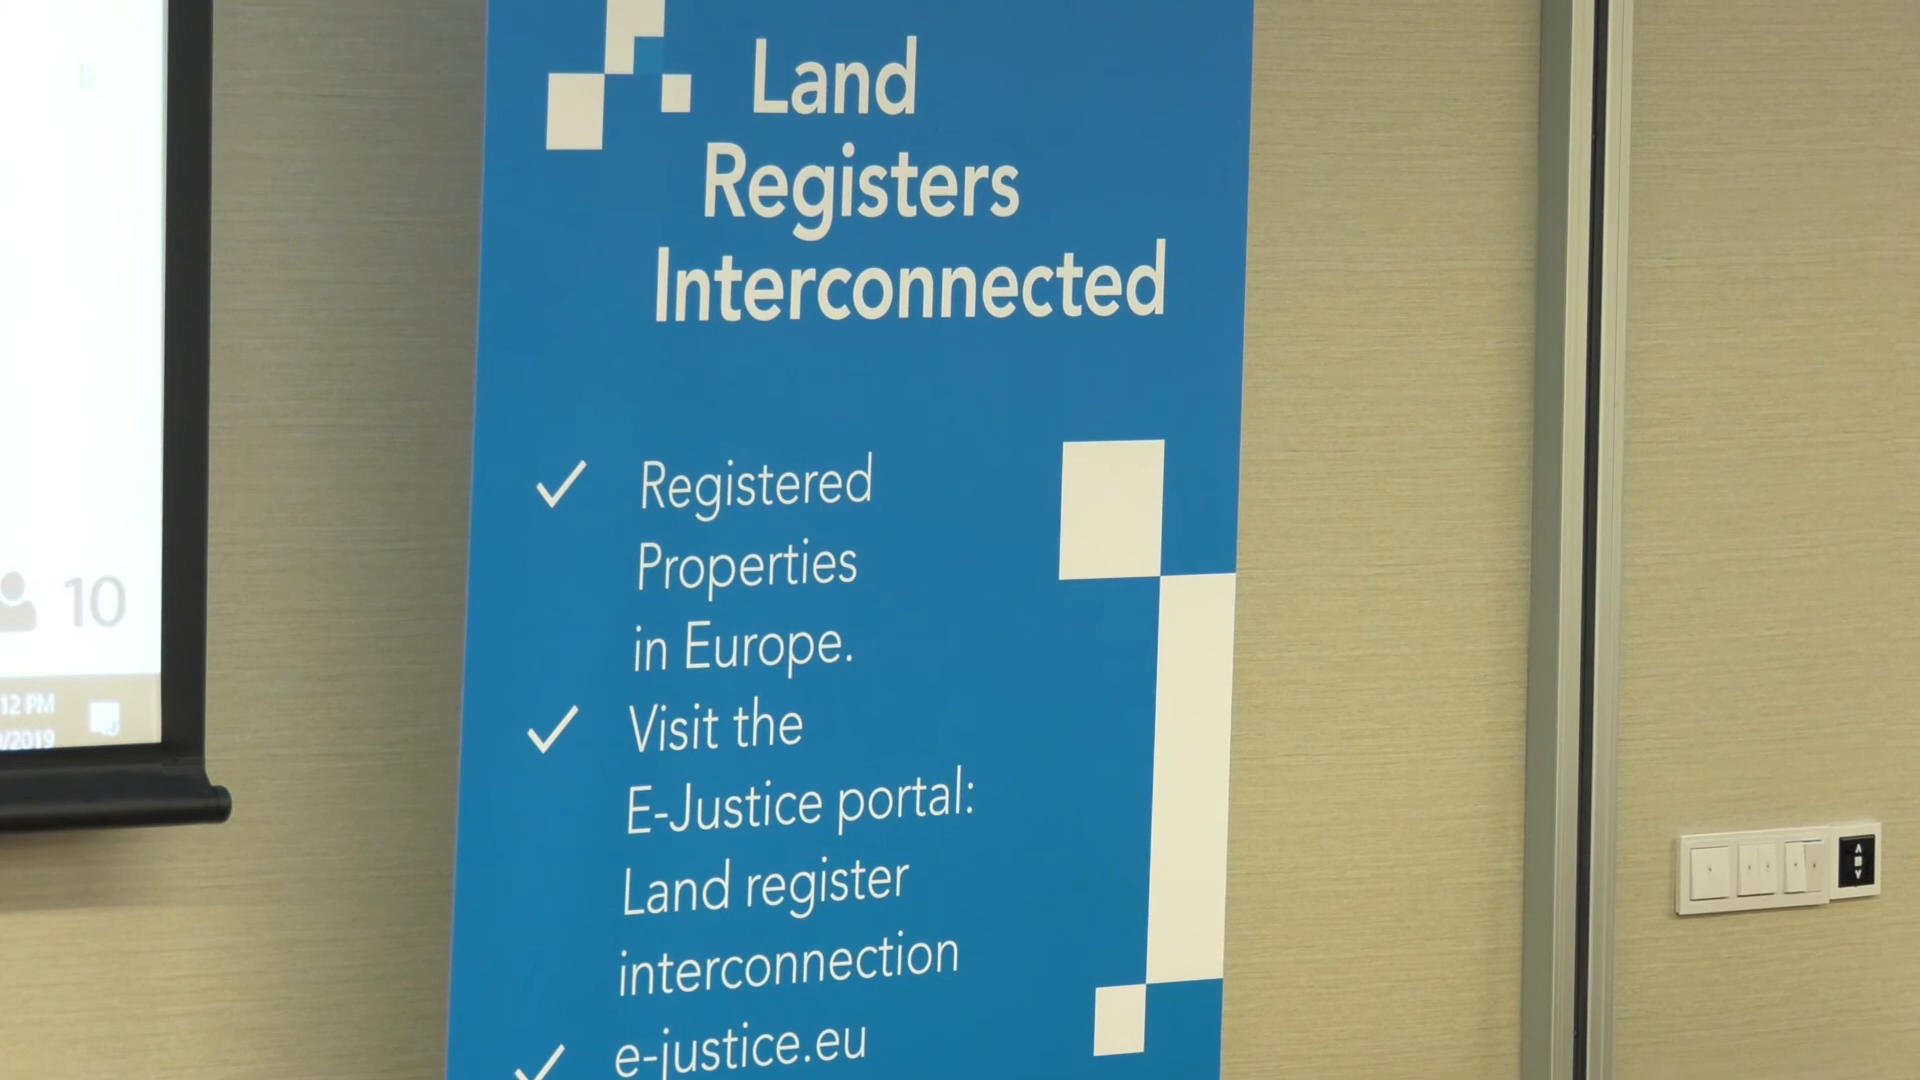 Land
Registers
Interconnected
Registered
Properties
in Europe.
Visit the
E-Justice portal:
Land register
interconnection
e-justice.eu
10
12 PM
/2019